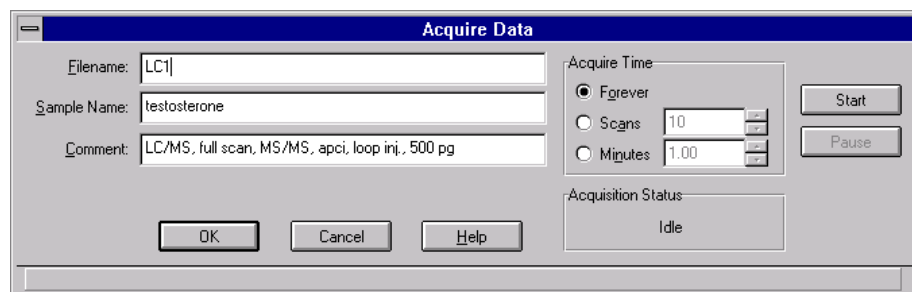 Acquire Data
Filename: LC1
Sample Name: testosterone
Comment: LC/MS, full scan, MS/MS, apci, loop inj., 500 pg
OK Cancel Help
Acquire Time
Forever
Scans 10
Minutes 1.00
Acquisition Status
Idle
Start
Pause